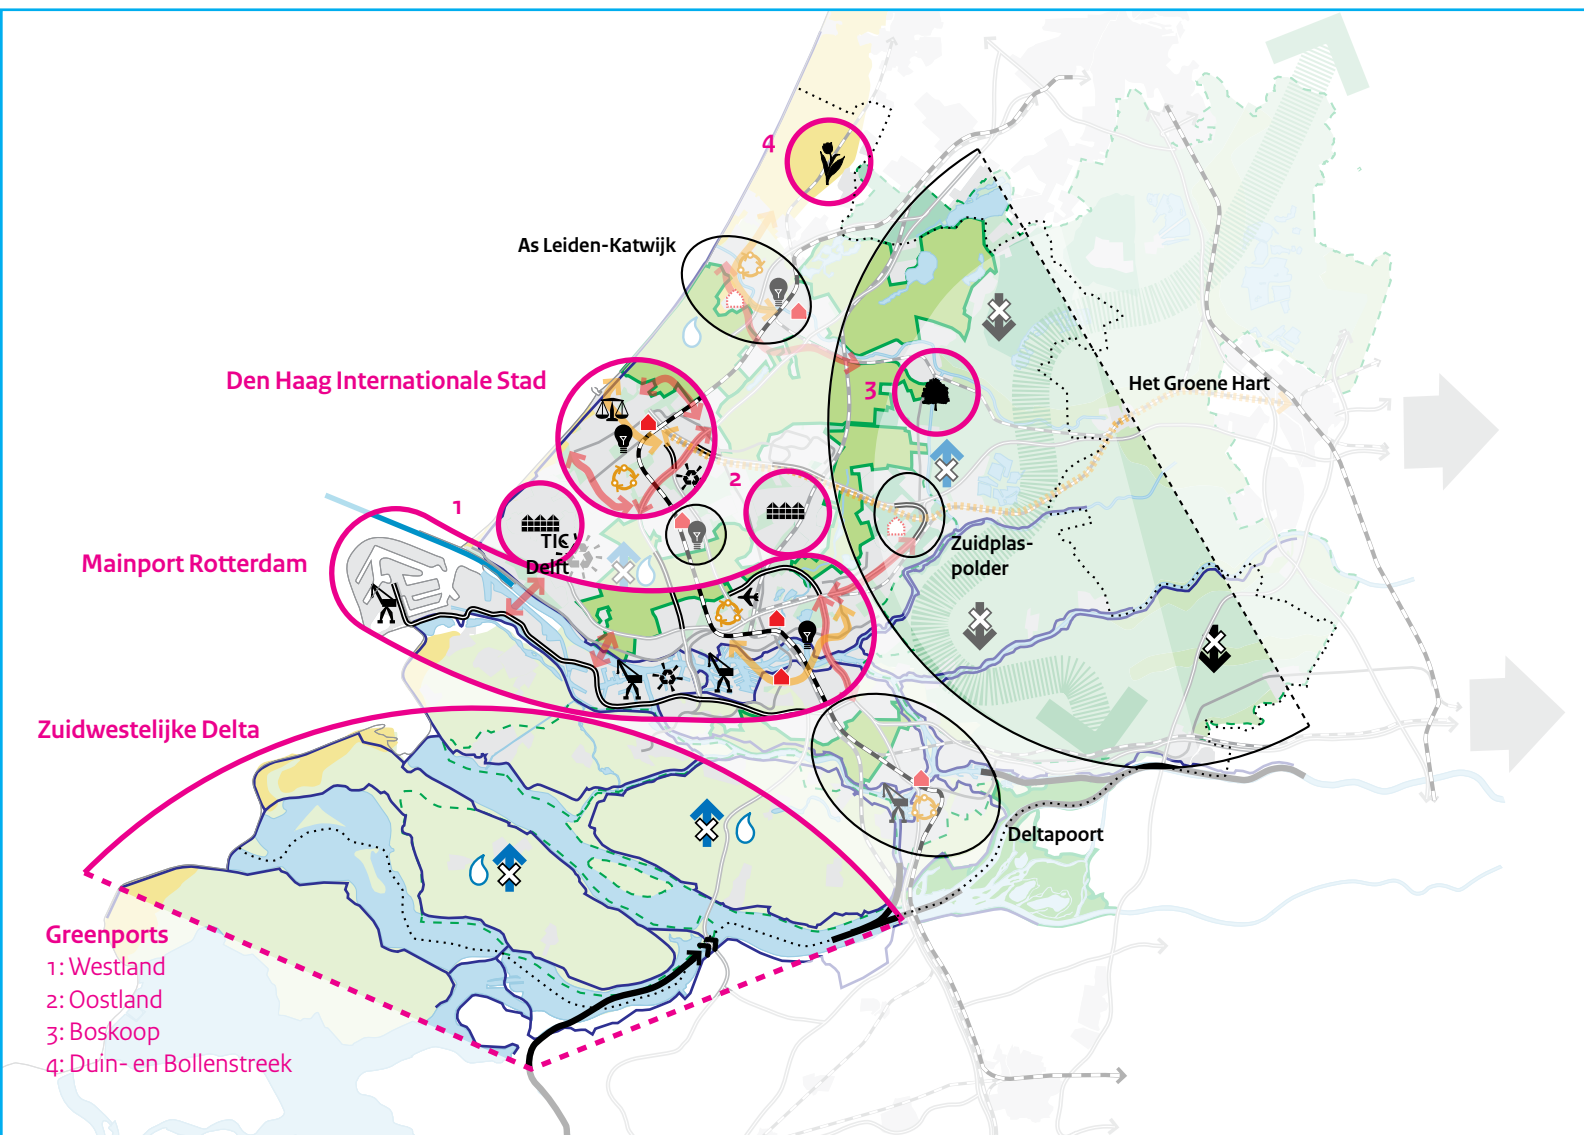 4
As Leiden-Katwijk
Den Haag Internationale Stad
3
Het Groene Hart
2
1
TIC
Delft
Zuidplas-
polder
Mainport Rotterdam
Zuidwestelijke Delta
Deltapoort
Greenports
1: Westland
2: Oostland
3: Boskoop
4: Duin- en Bollenstreek